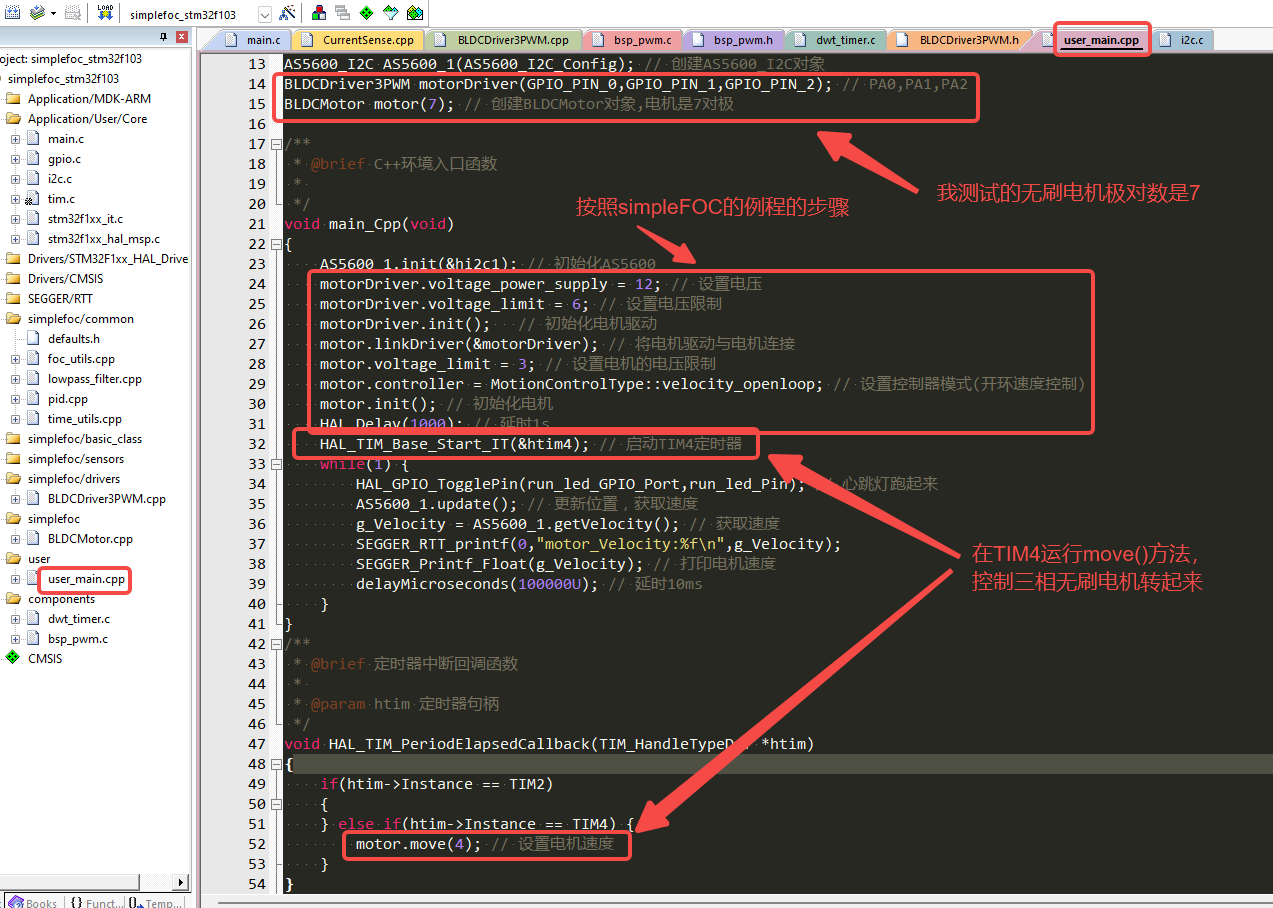 simplefoc_stm32f103
oject: simplefoc_stm32f103
simplefoc_stm32f103
Application/MDK-ARM
Application/User/Core
main.c
gpio.c
i2c.c
tim.c
stm32f1xx_it.c
stm32f1xx_hal_msp.c
Drivers/STM32F1xx_HAL_Drive
Drivers/CMSIS
SEGGER/RTT
simplefoc/common
defaults.h
foc_utils.cpp
lowpass_filter.cpp
pid.cpp
time_utils.cpp
simplefoc/basic_class
simplefoc/sensors
simplefoc/drivers
BLDCDriver3PWM.cpp
simplefoc
BLDCMotor.cpp
user
user_main.cpp
components
dwt_timer.c
bsp_pwm.c
CMSIS
Books
{} Funct...
Temp...
main.c CurrentSense.cpp BLDCDriver3PWM.cpp bsp_pwm.c bsp_pwm.h dwt_timer.c BLDCDriver3PWM.h user_main.cpp i2c.c
13 AS5600_I2C AS5600_1(AS5600_I2C_Config); // 创建AS5600_I2C对象
14 BLDCDriver3PWM motorDriver(GPIO_PIN_0,GPIO_PIN_1,GPIO_PIN_2); // PA0,PA1,PA2
15 BLDCMotor motor(7); // 创建BLDCMotor对象,电机是7对极
16
17 /**
18 * @brief C++环境入口函数
19 *
20 */
21 void main_Cpp(void)
22 {
23 AS5600_1.init(&hi2c1); // 初始化AS5600
24 motorDriver.voltage_power_supply = 12; // 设置电压
25 motorDriver.voltage_limit = 6; // 设置电压限制
26 motorDriver.init(); // 初始化电机驱动
27 motor.linkDriver(&motorDriver); // 将电机驱动与电机连接
28 motor.voltage_limit = 3; // 设置电机的电压限制
29 motor.controller = MotionControlType::velocity_openloop; // 设置控制器模式(开环速度控制)
30 motor.init(); // 初始化电机
31 HAL_Delay(1000); // 延时1s
32 HAL_TIM_Base_Start_IT(&htim4); // 启动TIM4定时器
33 while(1) {
34 HAL_GPIO_TogglePin(run_led_GPIO_Port,run_led_Pin); // 心跳灯跑起来
35 AS5600_1.update(); // 更新位置，获取速度
36 g_Velocity = AS5600_1.getVelocity(); // 获取速度
37 SEGGER_RTT_printf(0,"motor_Velocity:%f\n",g_Velocity);
38 SEGGER_Printf_Float(g_Velocity); // 打印电机速度
39 delayMicroseconds(100000U); // 延时10ms
40 }
41 }
42 /**
43 * @brief 定时器中断回调函数
44 *
45 * @param htim 定时器句柄
46 */
47 void HAL_TIM_PeriodElapsedCallback(TIM_HandleTypeD *htim)
48 {
49 if(htim->Instance == TIM2)
50 {
51 } else if(htim->Instance == TIM4) {
52 motor.move(4); // 设置电机速度
53 }
54 }
我测试的无刷电机极对数是7
按照simpleFOC的例程的步骤
在TIM4运行move()方法，
控制三相无刷电机转起来